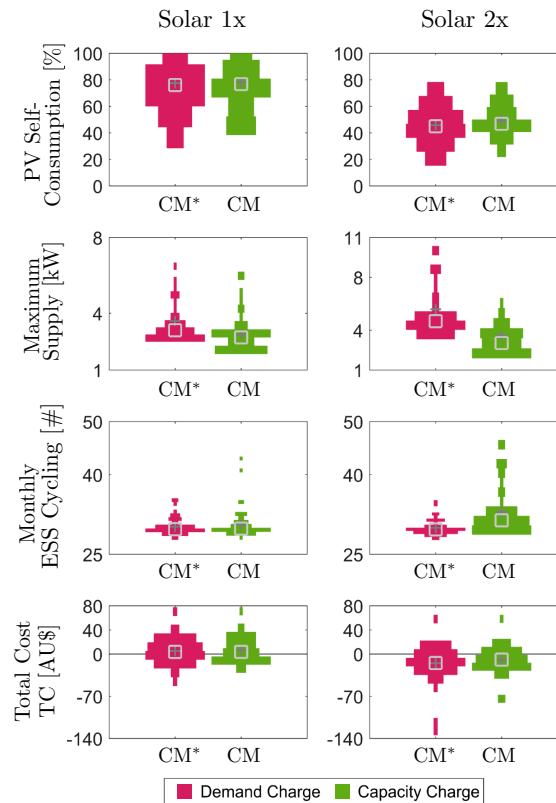 Solar 1x
Solar 2x
PV Self-
Consumption [%]
100
80
60
40
20
0
CM* CM
100
80
60
40
20
0
CM* CM
Maximum
Supply [kW]
8
4
1
CM* CM
11
8
4
1
CM* CM
Monthly
ESS Cycling [#]
50
40
25
CM* CM
50
40
25
CM* CM
Total Cost
TC [AU$]
80
40
0
-70
-140
CM* CM
80
40
0
-70
-140
CM* CM
Demand Charge Capacity Charge